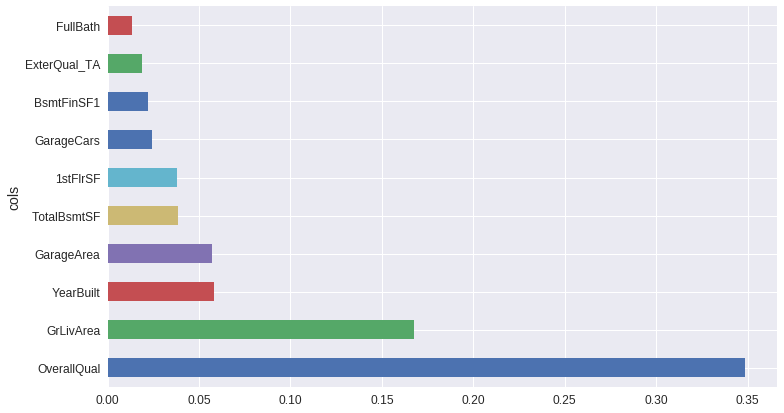 FullBath
ExterQual_TA
BsmtFinSF1
GarageCars
1stFlrSF
TotalBsmtSF
GarageArea
YearBuilt
GrLivArea
OverallQual
cols
0.00 0.05 0.10 0.15 0.20 0.25 0.30 0.35